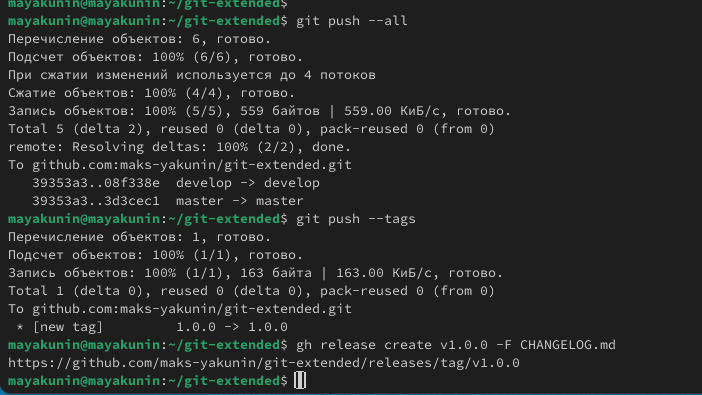 mayakunin@mayakunin:~/git-extended$
mayakunin@mayakunin:~/git-extended$ git push --all
Перечисление объектов: 6, готово.
Подсчет объектов: 100% (6/6), готово.
При сжатии изменений используется до 4 потоков
Сжатие объектов: 100% (4/4), готово.
Запись объектов: 100% (5/5), 559 байтов | 559.00 КиБ/с, готово.
Total 5 (delta 2), reused 0 (delta 0), pack-reused 0 (from 0)
remote: Resolving deltas: 100% (2/2), done.
To github.com:maks-yakunin/git-extended.git
   39353a3..08f338e  develop -> develop
   39353a3..3d3cec1  master -> master
mayakunin@mayakunin:~/git-extended$ git push --tags
Перечисление объектов: 1, готово.
Подсчет объектов: 100% (1/1), готово.
Запись объектов: 100% (1/1), 163 байта | 163.00 КиБ/с, готово.
Total 1 (delta 0), reused 0 (delta 0), pack-reused 0 (from 0)
To github.com:maks-yakunin/git-extended.git
 * [new tag]         1.0.0 -> 1.0.0
mayakunin@mayakunin:~/git-extended$ gh release create v1.0.0 -F CHANGELOG.md
https://github.com/maks-yakunin/git-extended/releases/tag/v1.0.0
mayakunin@mayakunin:~/git-extended$